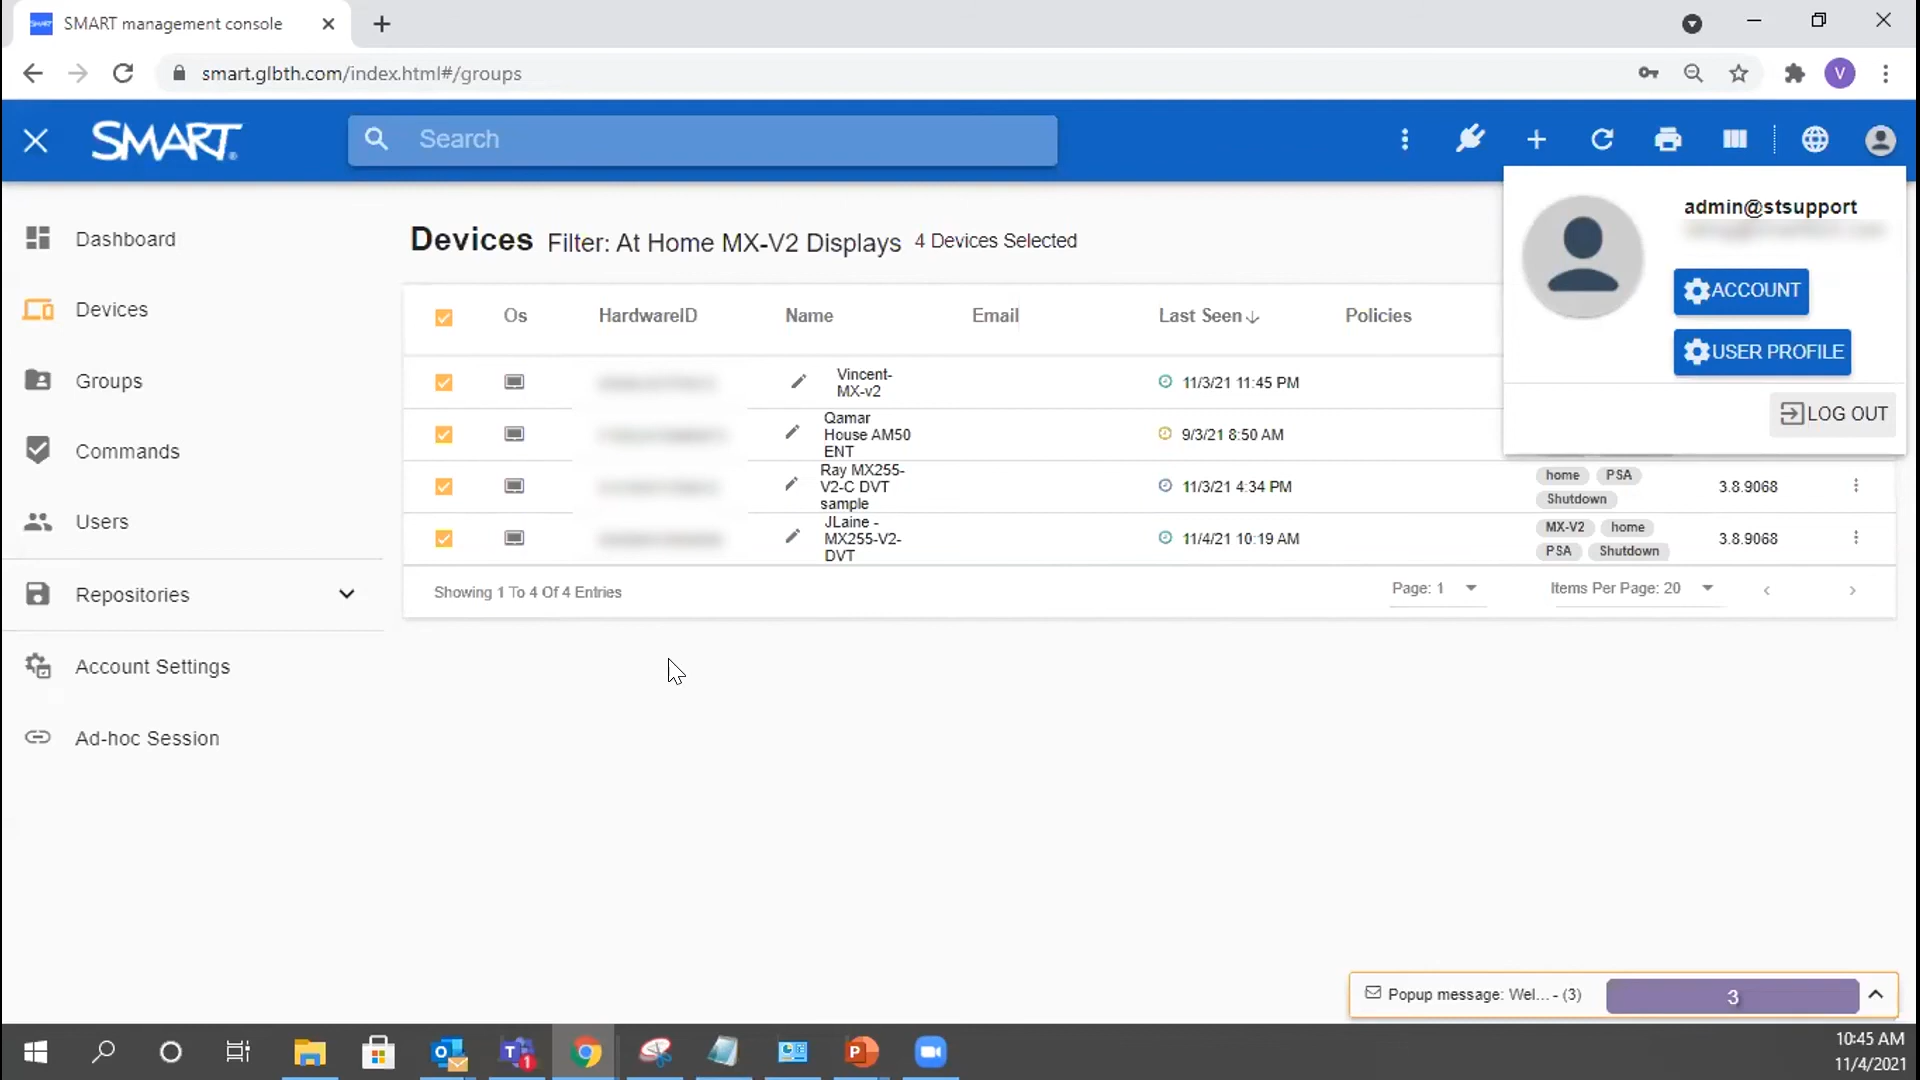 SMART management console
smart.glbth.com/index.html#/groups
V
SMART
Search
admin@stsupport
ACCOUNT
USER PROFILE
LOG OUT
Dashboard
Devices
Groups
Commands
Users
Repositories
Account Settings
Ad-hoc Session
Devices Filter: At Home MX-V2 Displays 4 Devices Selected
Os HardwareID Name Email Last Seen Policies
Vincent-
MX-v2
11/3/21 11:45 PM
Qamar
House AM50
ENT
9/3/21 8:50 AM
Ray MX255-
V2-C DVT
sample
11/3/21 4:34 PM
home PSA
Shutdown
3.8.9068
JLaine -
MX255-V2-
DVT
11/4/21 10:19 AM
MX-V2 home
PSA Shutdown
3.8.9068
Showing 1 To 4 Of 4 Entries
Page: 1
Items Per Page: 20
Popup message: Wel... - (3)
3
1
10:45 AM
11/4/2021